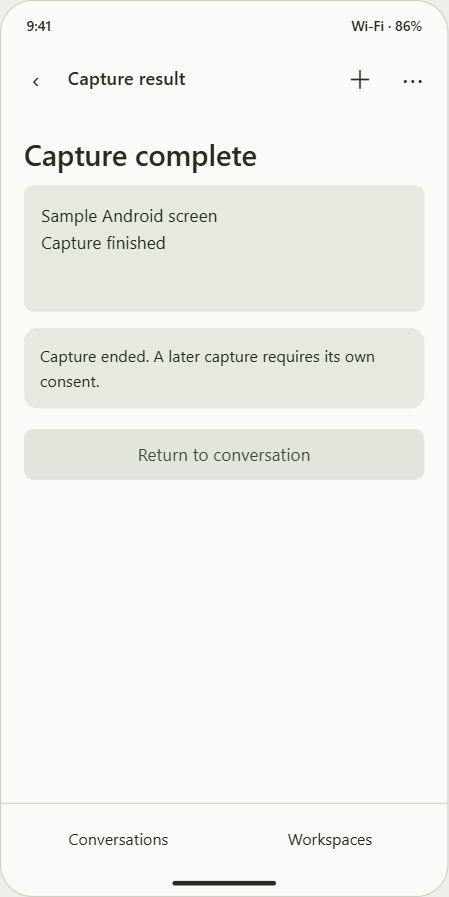 9:41
Wi-Fi · 86%
‹ Capture result + ...
Capture complete
Sample Android screen
Capture finished
Capture ended. A later capture requires its own
consent.
Return to conversation
Conversations
Workspaces